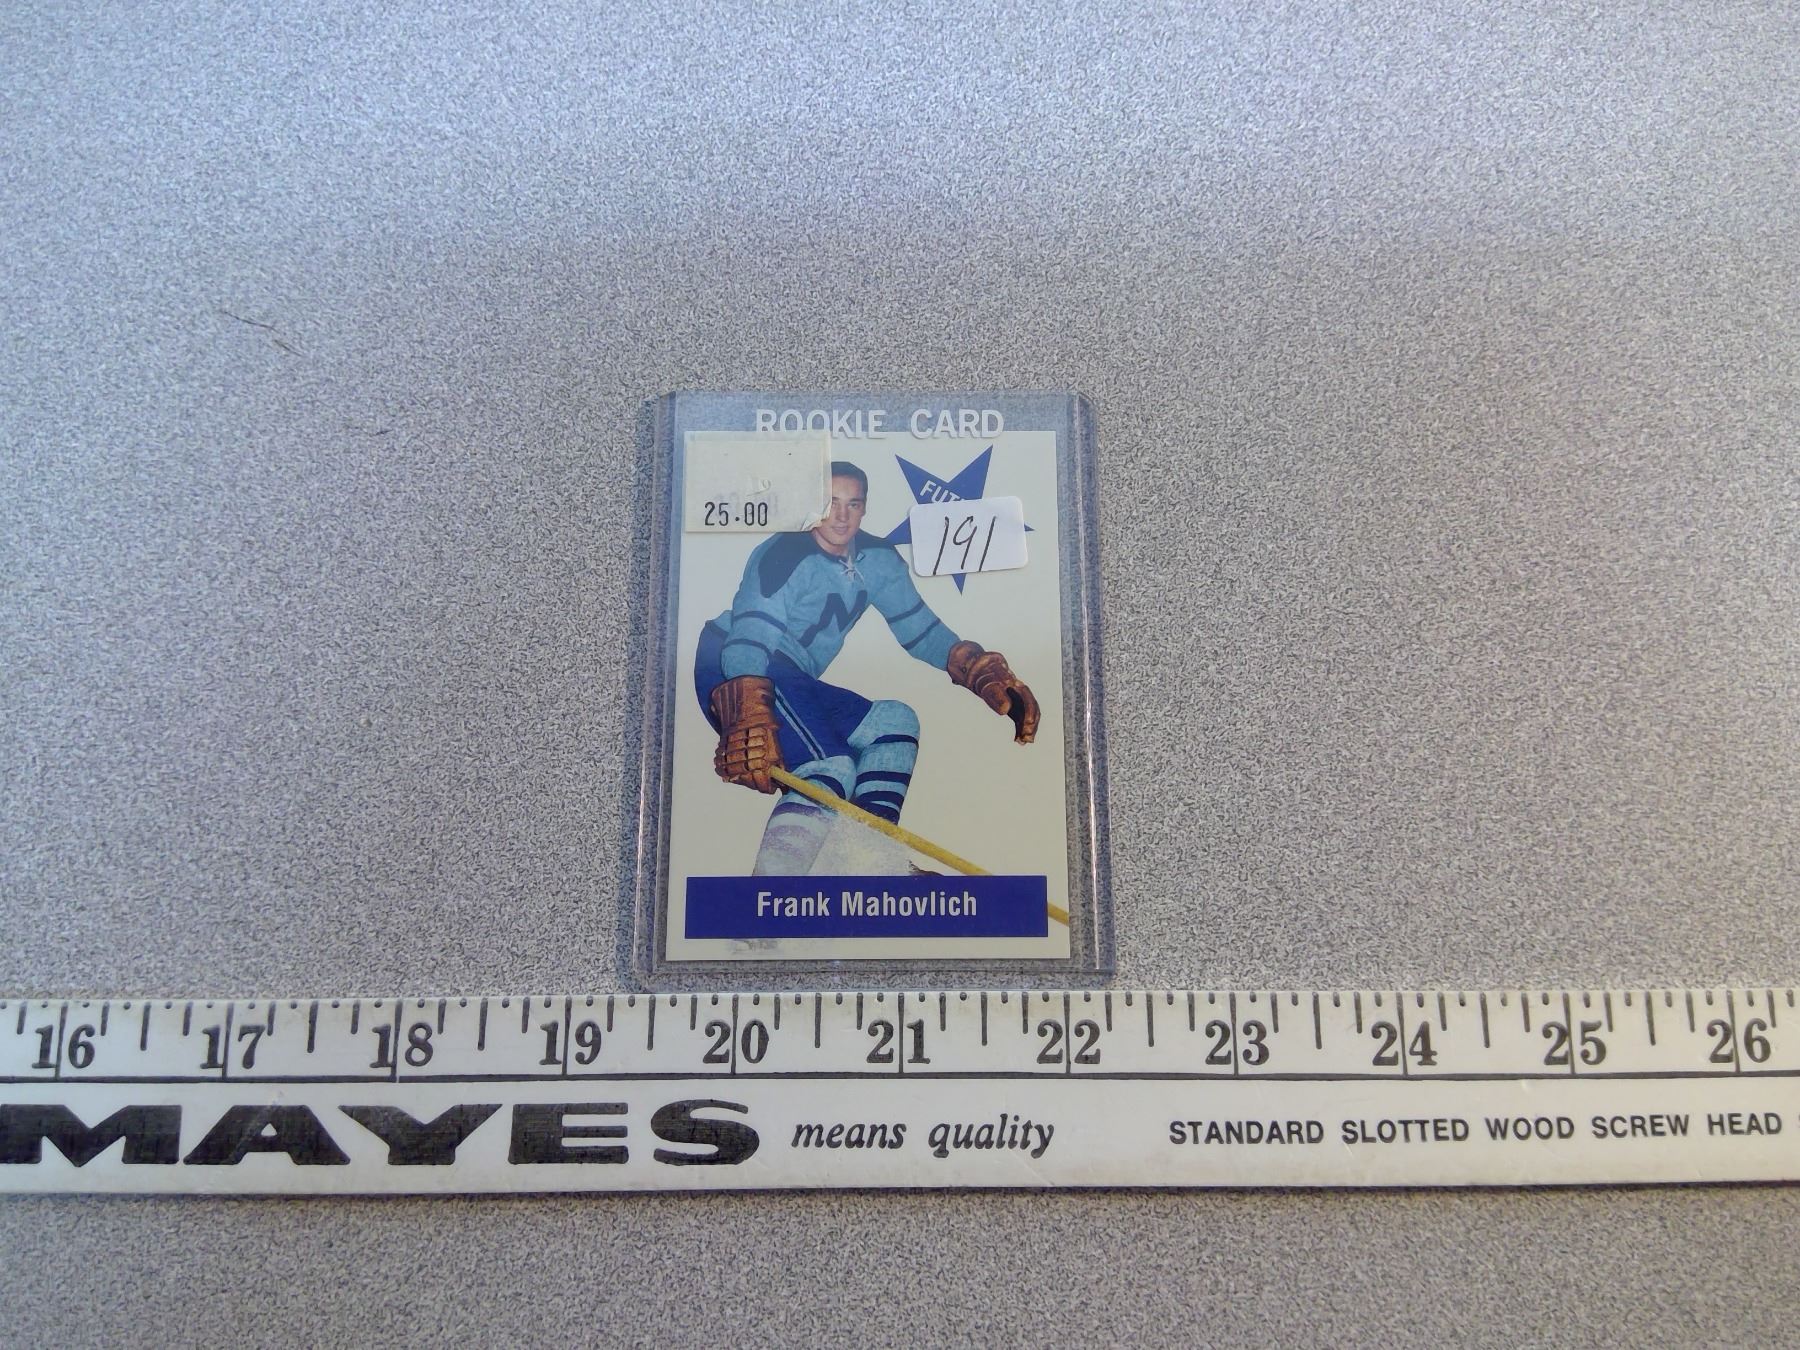 ROOKIE CARD
25.00
FUT
191
Frank Mahovlich
16 17 18 19 20 21 22 23 24 25 26
MAYES means quality STANDARD SLOTTED WOOD SCREW HEAD